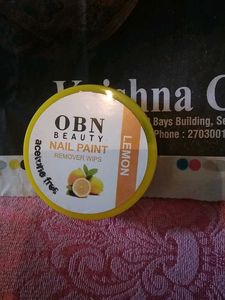 Krishna C
Bays Building, Se
Phone : 2703001
OBN
BEAUTY
NAIL PAINT
REMOVER WIPS
LEMON
acetone free